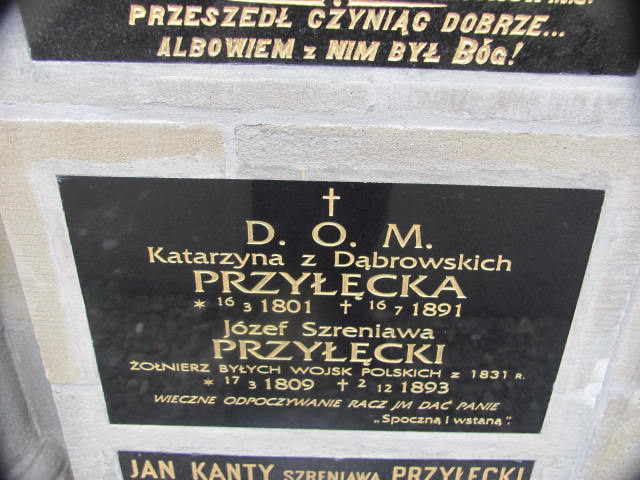 PRZESZEDŁ CZYNIĄC DOBRZE...
ALBOWIEM z NIM BYŁ BÓG!
D. O. M.
Katarzyna z Dąbrowskich
PRZYŁĘCKA
* 16 3 1801 † 16 7 1891
Józef Szreniawa
PRZYŁĘCKI
ŻOŁNIERZ BYŁYCH WOJSK POLSKICH z 1831 R.
* 17 3 1809 † 2 12 1893
WIECZNE ODPOCZYWANIE RACZ JM DAĆ PANIE
„Spoczną i wstaną".
JAN KANTY SZRENIAWA PRZYŁĘCKI